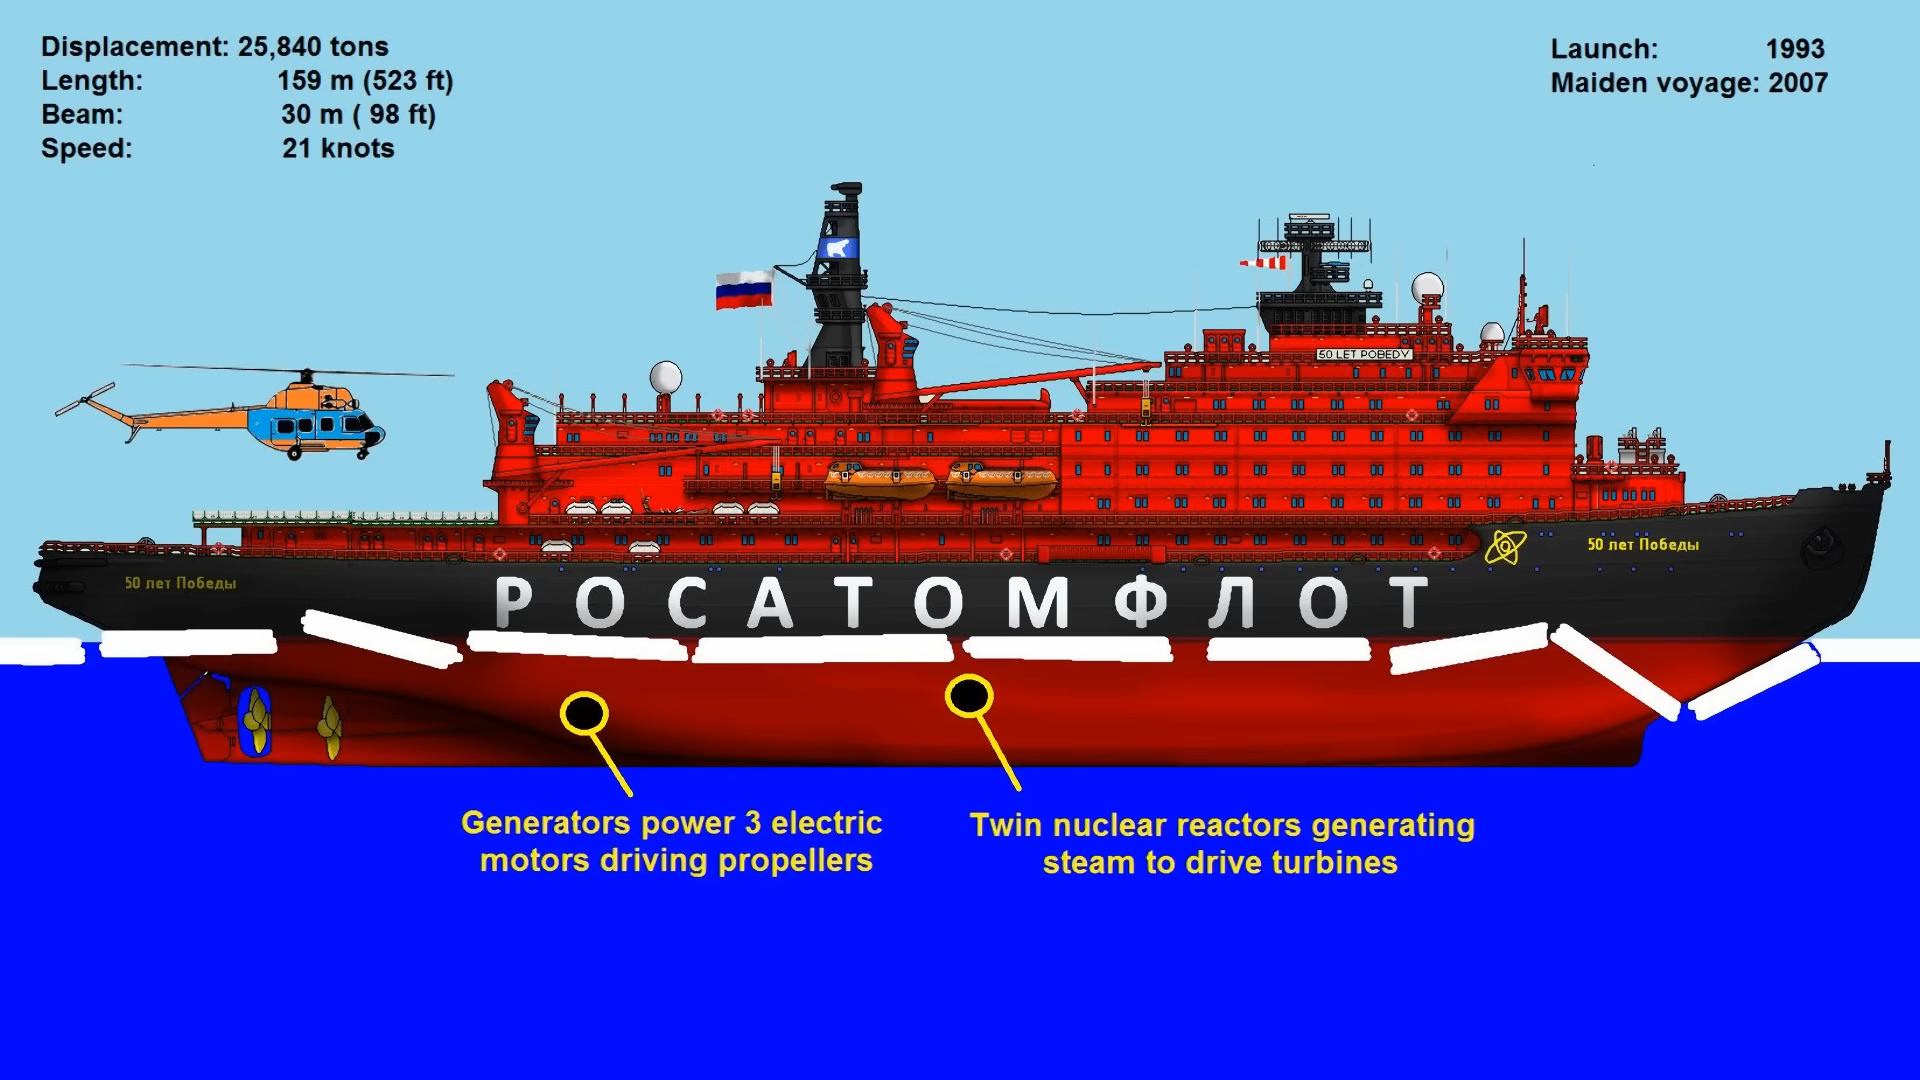 Displacement: 25,840 tons
Length: 159 m (523 ft)
Beam: 30 m ( 98 ft)
Speed: 21 knots
Launch: 1993
Maiden voyage: 2007
50 LET POBEDY
50 лет Победы
50 лет Победы
РОСАТОМФЛОТ
Generators power 3 electric
motors driving propellers
Twin nuclear reactors generating
steam to drive turbines